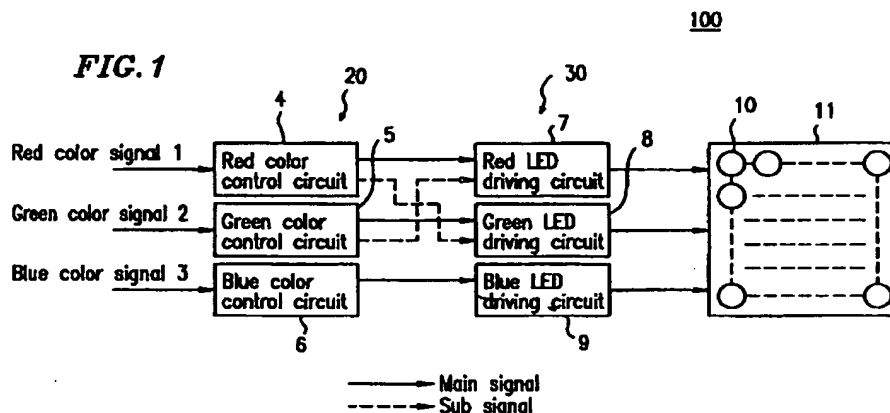 100
FIG. 1
20
30
4
5
7
8
10
11
Red color signal 1
Red color
control circuit
Red LED
driving circuit
Green color signal 2
Green color
control circuit
Green LED
driving circuit
Blue color signal 3
Blue color
control circuit
Blue LED
driving circuit
6
9
Main signal
Sub signal